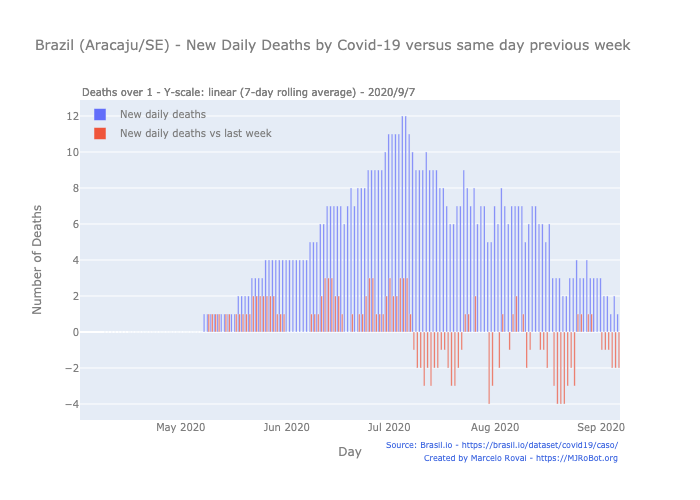 Brazil (Aracaju/SE) - New Daily Deaths by Covid-19 versus same day previous week
Deaths over 1 - Y-scale: linear (7-day rolling average) - 2020/9/7
New daily deaths
New daily deaths vs last week
12
10
8
6
4
2
0
−2
−4
Number of Deaths
May 2020
Jun 2020
Jul 2020
Aug 2020
Sep 2020
Day
Source: Brasil.io - https://brasil.io/dataset/covid19/caso/
Created by Marcelo Rovai - https://MJRoBot.org